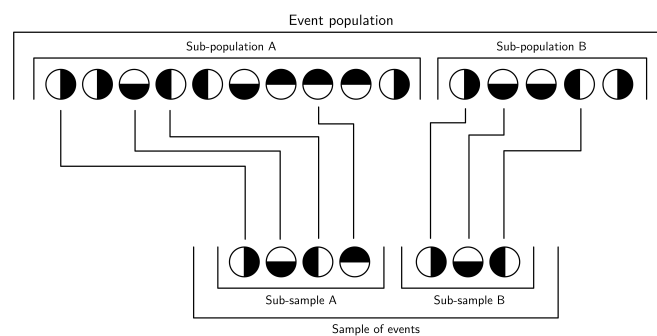 Event population
Sub-population A
Sub-population B
Sub-sample A
Sub-sample B
Sample of events